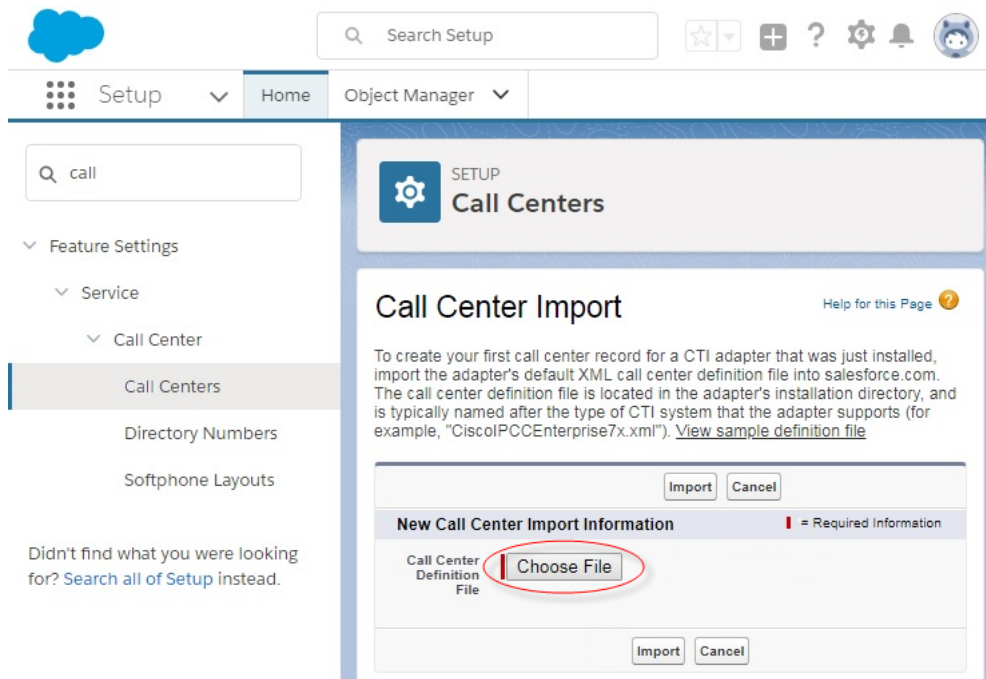 Search Setup
Setup
Home
Object Manager
call
Feature Settings
Service
Call Center
Call Centers
Directory Numbers
Softphone Layouts
Didn't find what you were looking
for? Search all of Setup instead.
SETUP
Call Centers
Call Center Import
Help for this Page
To create your first call center record for a CTI adapter that was just installed,
import the adapter's default XML call center definition file into salesforce.com.
The call center definition file is located in the adapter's installation directory, and
is typically named after the type of CTI system that the adapter supports (for
example, "CiscoIPCCEnterprise7x.xml"). View sample definition file
Import Cancel
New Call Center Import Information = Required Information
Call Center
Definition
File
Choose File
Import Cancel